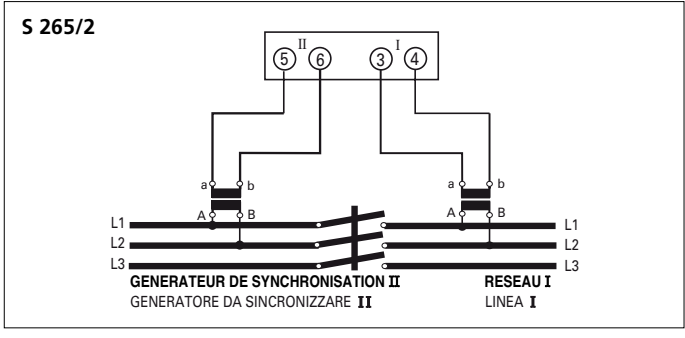 S 265/2
II I
5 6 3 4
a b a b
A B A B
L1 L1
L2 L2
L3 L3
GENERATEUR DE SYNCHRONISATION II RESEAU I
GENERATORE DA SINCRONIZZARE II LINEA I